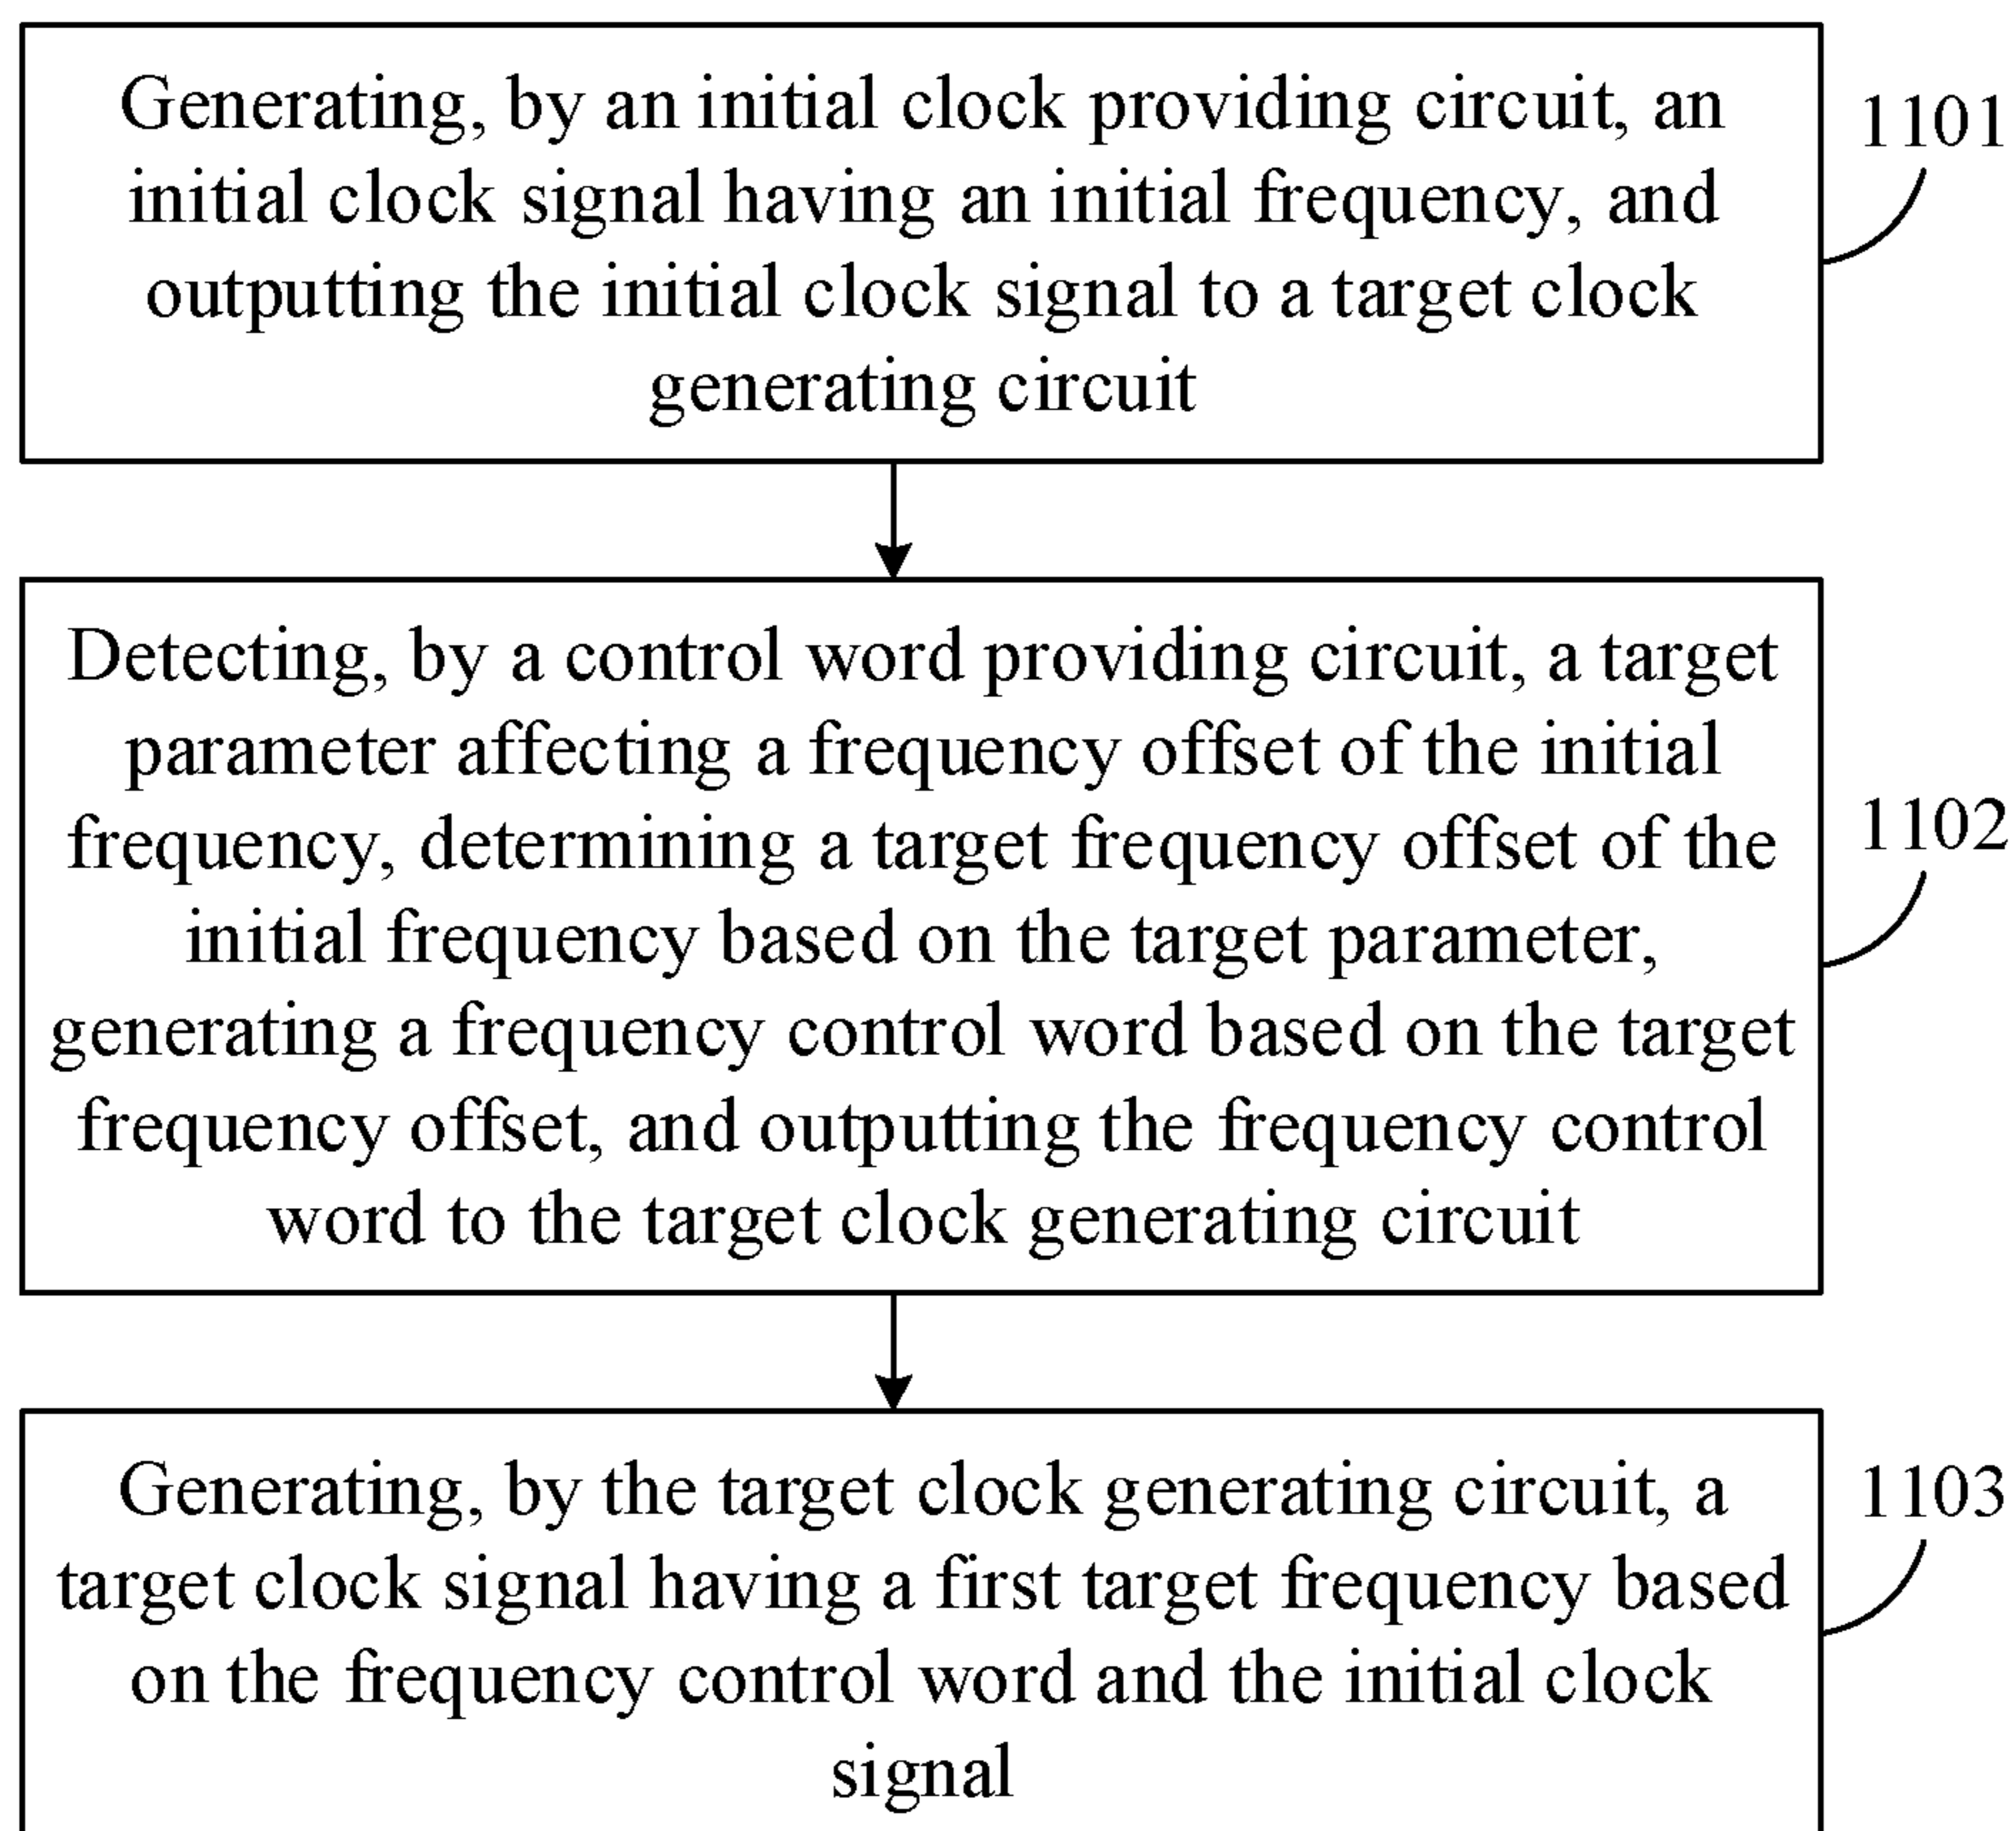 Generating, by an initial clock providing circuit, an
initial clock signal having an initial frequency, and
outputting the initial clock signal to a target clock
generating circuit
1101
Detecting, by a control word providing circuit, a target
parameter affecting a frequency offset of the initial
frequency, determining a target frequency offset of the
initial frequency based on the target parameter,
generating a frequency control word based on the target
frequency offset, and outputting the frequency control
word to the target clock generating circuit
1102
Generating, by the target clock generating circuit, a
target clock signal having a first target frequency based
on the frequency control word and the initial clock
signal
1103